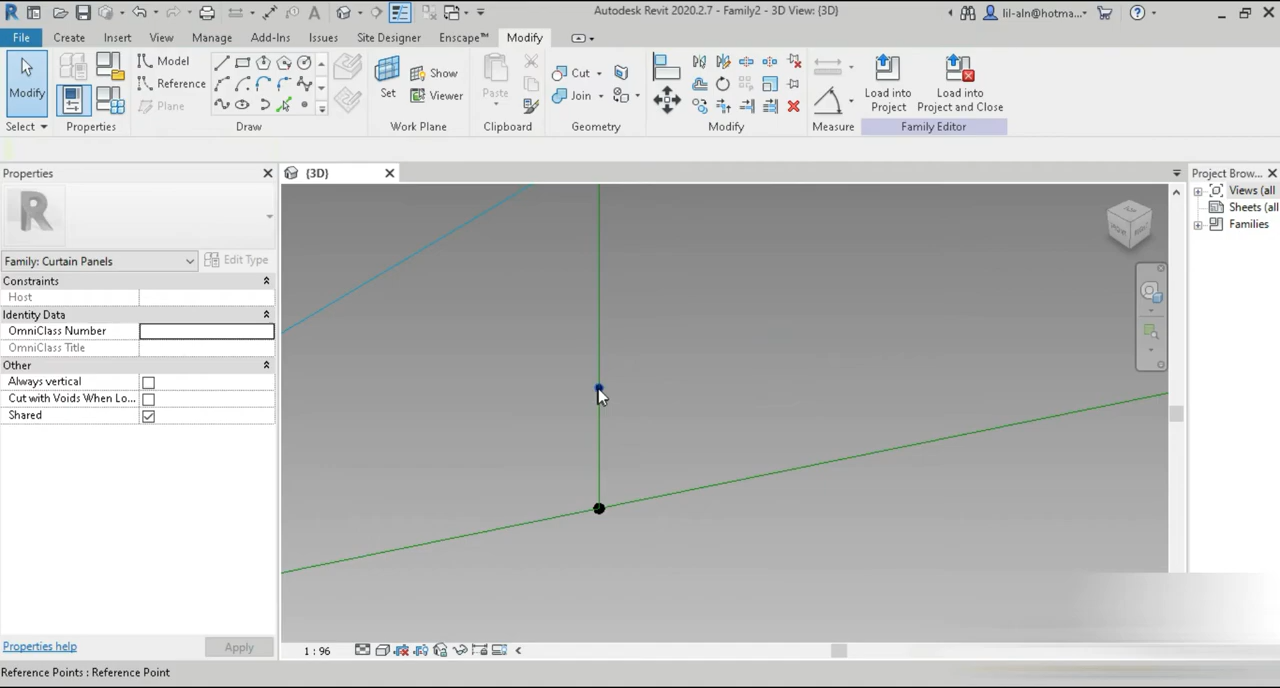 Autodesk Revit 2020.2.7 - Family2 - 3D View: {3D}
lil-aln@hotma...
File Create Insert View Manage Add-Ins Issues Site Designer Enscape™ Modify
Modify
Select
Properties
Model
Reference
Plane
Draw
Set
Show
Viewer
Work Plane
Paste
Clipboard
Cut
Join
Geometry
Modify
Measure
Load into
Project
Load into
Project and Close
Family Editor
Properties
{3D}
Project Brow...
R
Family: Curtain Panels
Edit Type
Constraints
Host
Identity Data
OmniClass Number
OmniClass Title
Other
Always vertical
Cut with Voids When Lo...
Shared
Views (all
Sheets (all
Families
Properties help
Apply
1 : 96
Reference Points : Reference Point